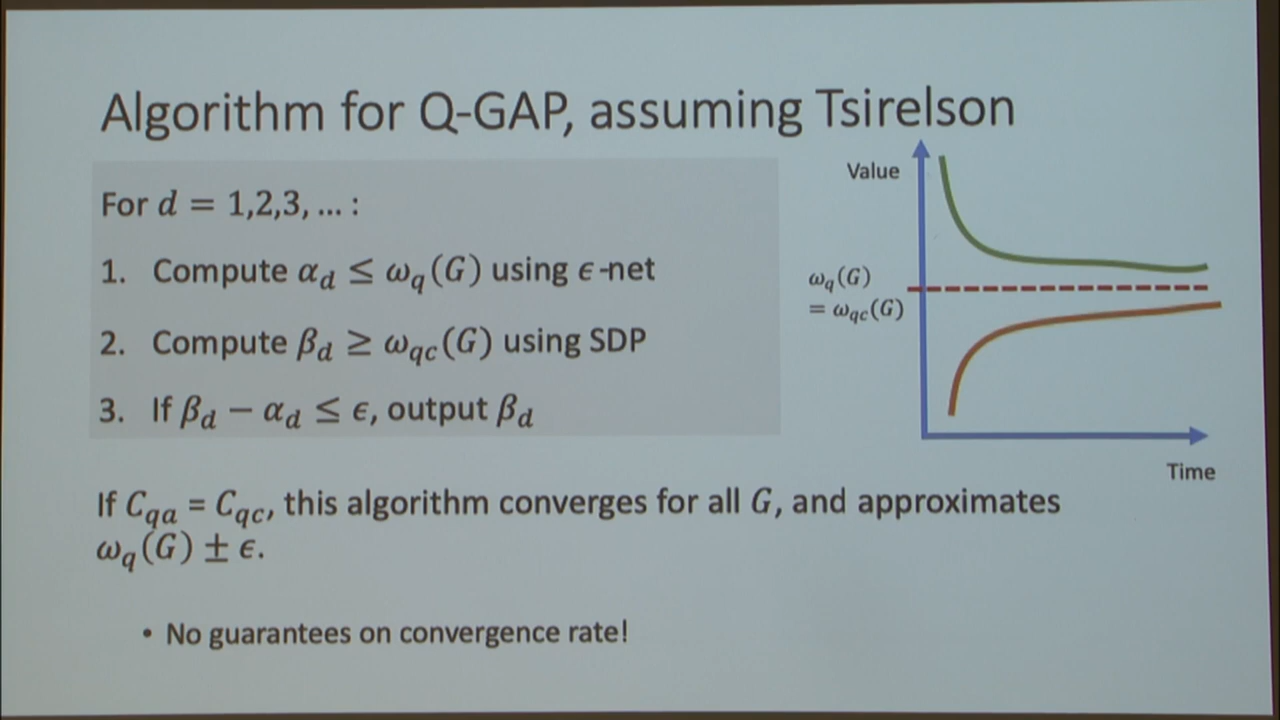 Algorithm for Q-GAP, assuming Tsirelson
For d = 1,2,3, … :
1. Compute α_d ≤ ω_q(G) using ϵ-net
2. Compute β_d ≥ ω_qc(G) using SDP
3. If β_d − α_d ≤ ϵ, output β_d
Value
ω_q(G)
= ω_qc(G)
Time
If C_qa = C_qc, this algorithm converges for all G, and approximates
ω_q(G) ± ϵ.
• No guarantees on convergence rate!